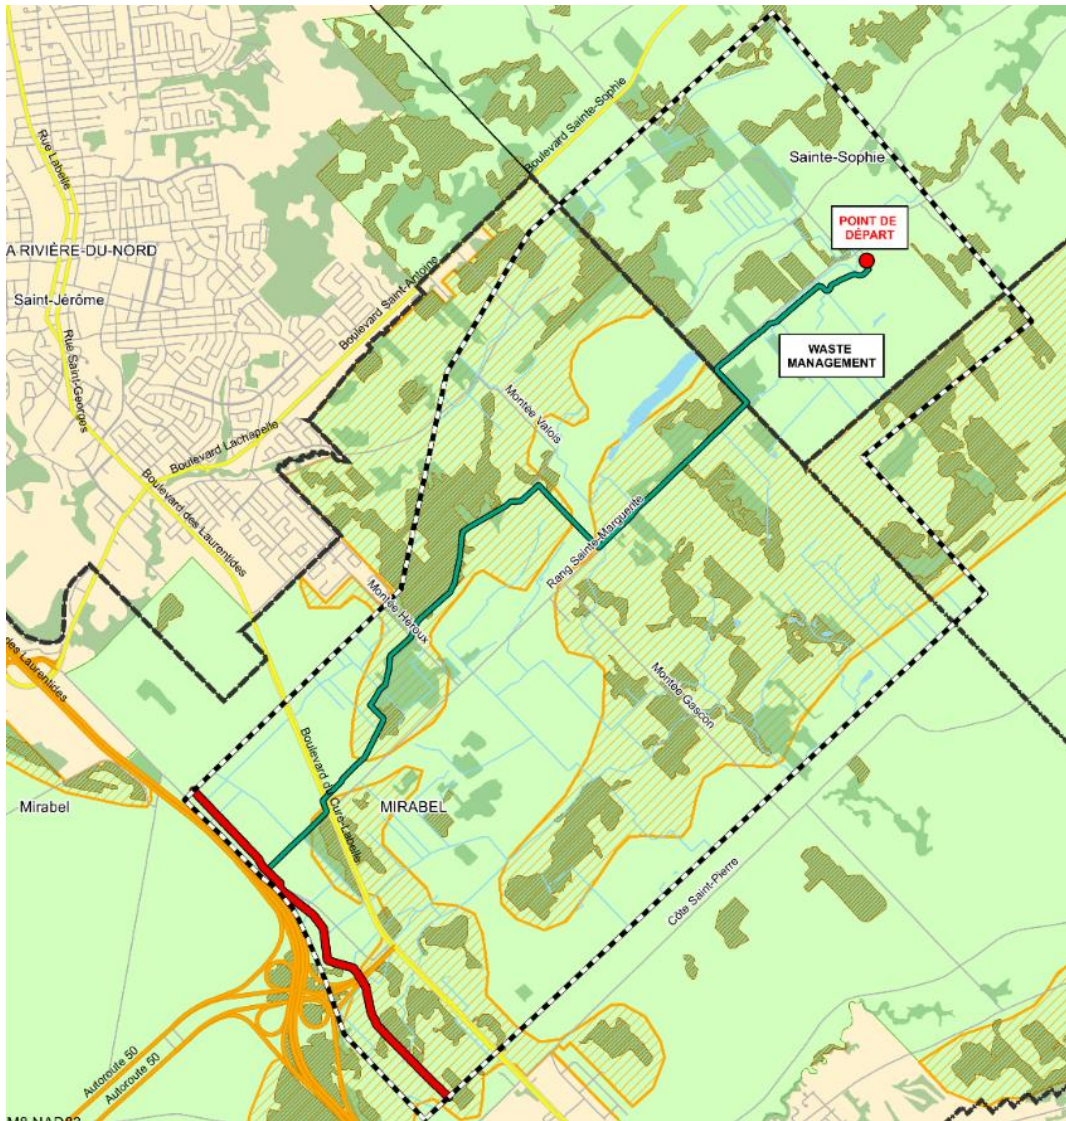 Boulevard Sainte-Sophie
Rue Labelle
Sainte-Sophie
POINT DE
DÉPART
A RIVIÈRE-DU-NORD
Saint-Jérôme
Boulevard Saint-Antoine
Rue Saint-Georges
WASTE
MANAGEMENT
Montée Valois
Boulevard Lachapelle
Boulevard des Laurentides
Rang Sainte-Marguerite
Montée Héroux
des Laurentides
Montée Gascon
Boulevard du Curé-Labelle
Mirabel
MIRABEL
Côte Saint-Pierre
Autoroute 50
Autoroute 50